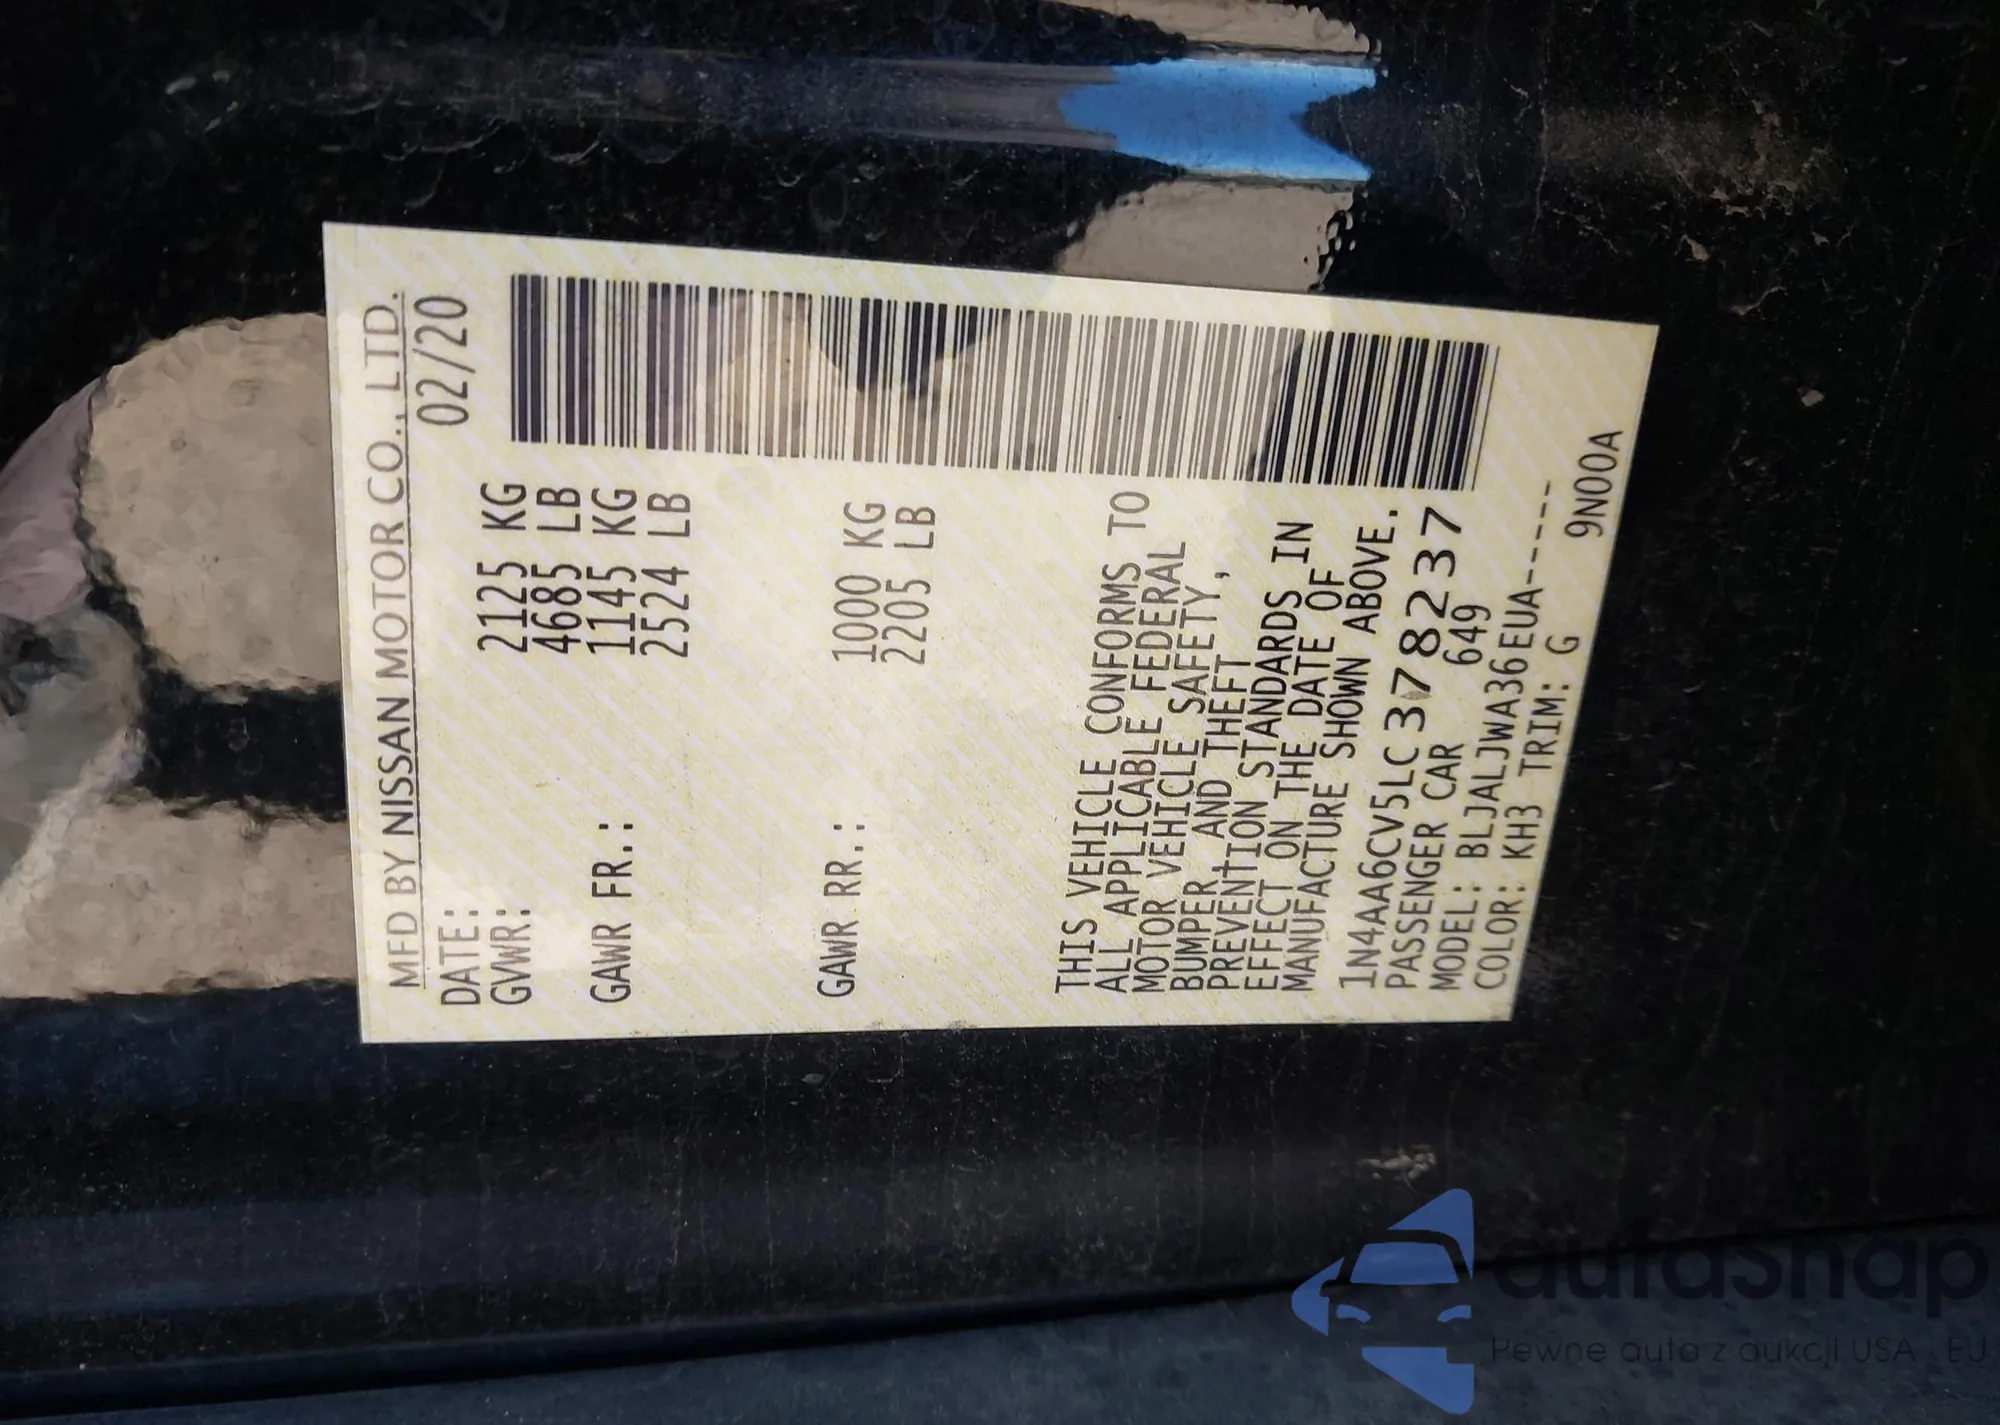 MFD BY NISSAN MOTOR CO., LTD.
DATE: 02/20
GVWR: 2125 KG
4685 LB
GAWR FR.: 1145 KG
2524 LB
GAWR RR.: 1000 KG
2205 LB
THIS VEHICLE CONFORMS TO
ALL APPLICABLE FEDERAL
MOTOR VEHICLE SAFETY,
BUMPER, AND THEFT
PREVENTION STANDARDS IN
EFFECT ON THE DATE OF
MANUFACTURE SHOWN ABOVE.
1N4AA6CV5LC378237
PASSENGER CAR 649
MODEL: BLJALJWA36EUA-----
COLOR: KH3 TRIM: G
9N00A
autaSnap
Pewne auta z aukcji USA i EU